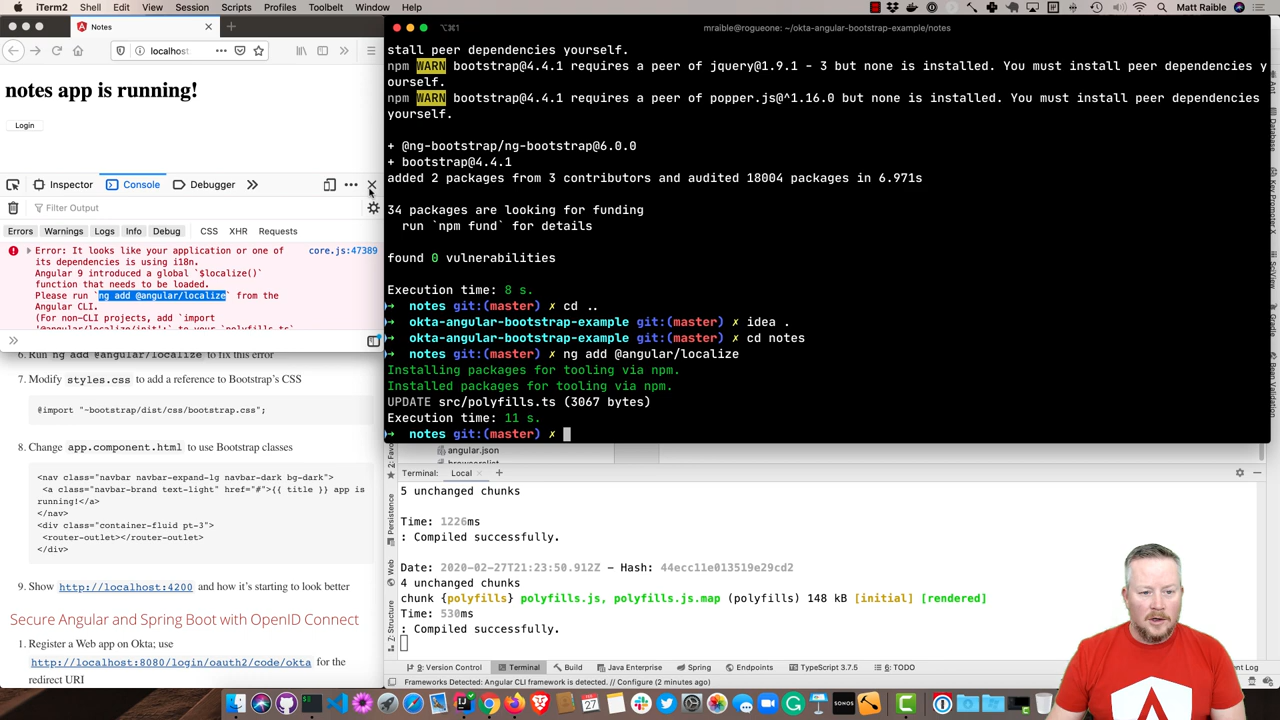 iTerm2 Shell Edit View Session Scripts Profiles Toolbelt Window Help
Matt Raible
Notes
localhost
notes app is running!
Login
Inspector Console Debugger
Filter Output
Errors Warnings Logs Info Debug CSS XHR Requests
Error: It looks like your application or one of core.js:47389
its dependencies is using i18n.
Angular 9 introduced a global `$localize()`
function that needs to be loaded.
Please run `ng add @angular/localize` from the
Angular CLI.
(For non-CLI projects, add `import
'@angular/localize/init';` to your `polyfills.ts`
6. Run ng add @angular/localize to fix this error
7. Modify styles.css to add a reference to Bootstrap's CSS
@import "~bootstrap/dist/css/bootstrap.css";
8. Change app.component.html to use Bootstrap classes
<nav class="navbar navbar-expand-lg navbar-dark bg-dark">
<a class="navbar-brand text-light" href="#">{{ title }} app is
running!</a>
</nav>
<div class="container-fluid pt-3">
<router-outlet></router-outlet>
</div>
9. Show http://localhost:4200 and how it's starting to look better
Secure Angular and Spring Boot with OpenID Connect
1. Register a Web app on Okta; use
http://localhost:8080/login/oauth2/code/okta for the
redirect URI
⌥⌘1 mraible@rogueone:~/okta-angular-bootstrap-example/notes
stall peer dependencies yourself.
npm WARN bootstrap@4.4.1 requires a peer of jquery@1.9.1 - 3 but none is installed. You must install peer dependencies y
ourself.
npm WARN bootstrap@4.4.1 requires a peer of popper.js@^1.16.0 but none is installed. You must install peer dependencies
yourself.
+ @ng-bootstrap/ng-bootstrap@6.0.0
+ bootstrap@4.4.1
added 2 packages from 3 contributors and audited 18004 packages in 6.971s
34 packages are looking for funding
run `npm fund` for details
found 0 vulnerabilities
Execution time: 8 s.
➜ notes git:(master) ✗ cd ..
➜ okta-angular-bootstrap-example git:(master) ✗ idea .
➜ okta-angular-bootstrap-example git:(master) ✗ cd notes
➜ notes git:(master) ✗ ng add @angular/localize
Installing packages for tooling via npm.
Installed packages for tooling via npm.
UPDATE src/polyfills.ts (3067 bytes)
Execution time: 11 s.
➜ notes git:(master) ✗
angular.json
Terminal: Local
5 unchanged chunks
Time: 1226ms
: Compiled successfully.
Date: 2020-02-27T21:23:50.912Z - Hash: 44ecc11e013519e29cd2
4 unchanged chunks
chunk {polyfills} polyfills.js, polyfills.js.map (polyfills) 148 kB [initial] [rendered]
Time: 530ms
: Compiled successfully.
Persistence
Web
Z: Structure
9: Version Control Terminal Build Java Enterprise Spring Endpoints TypeScript 3.7.5 6: TODO
Frameworks Detected: Angular CLI framework is detected. // Configure (2 minutes ago)